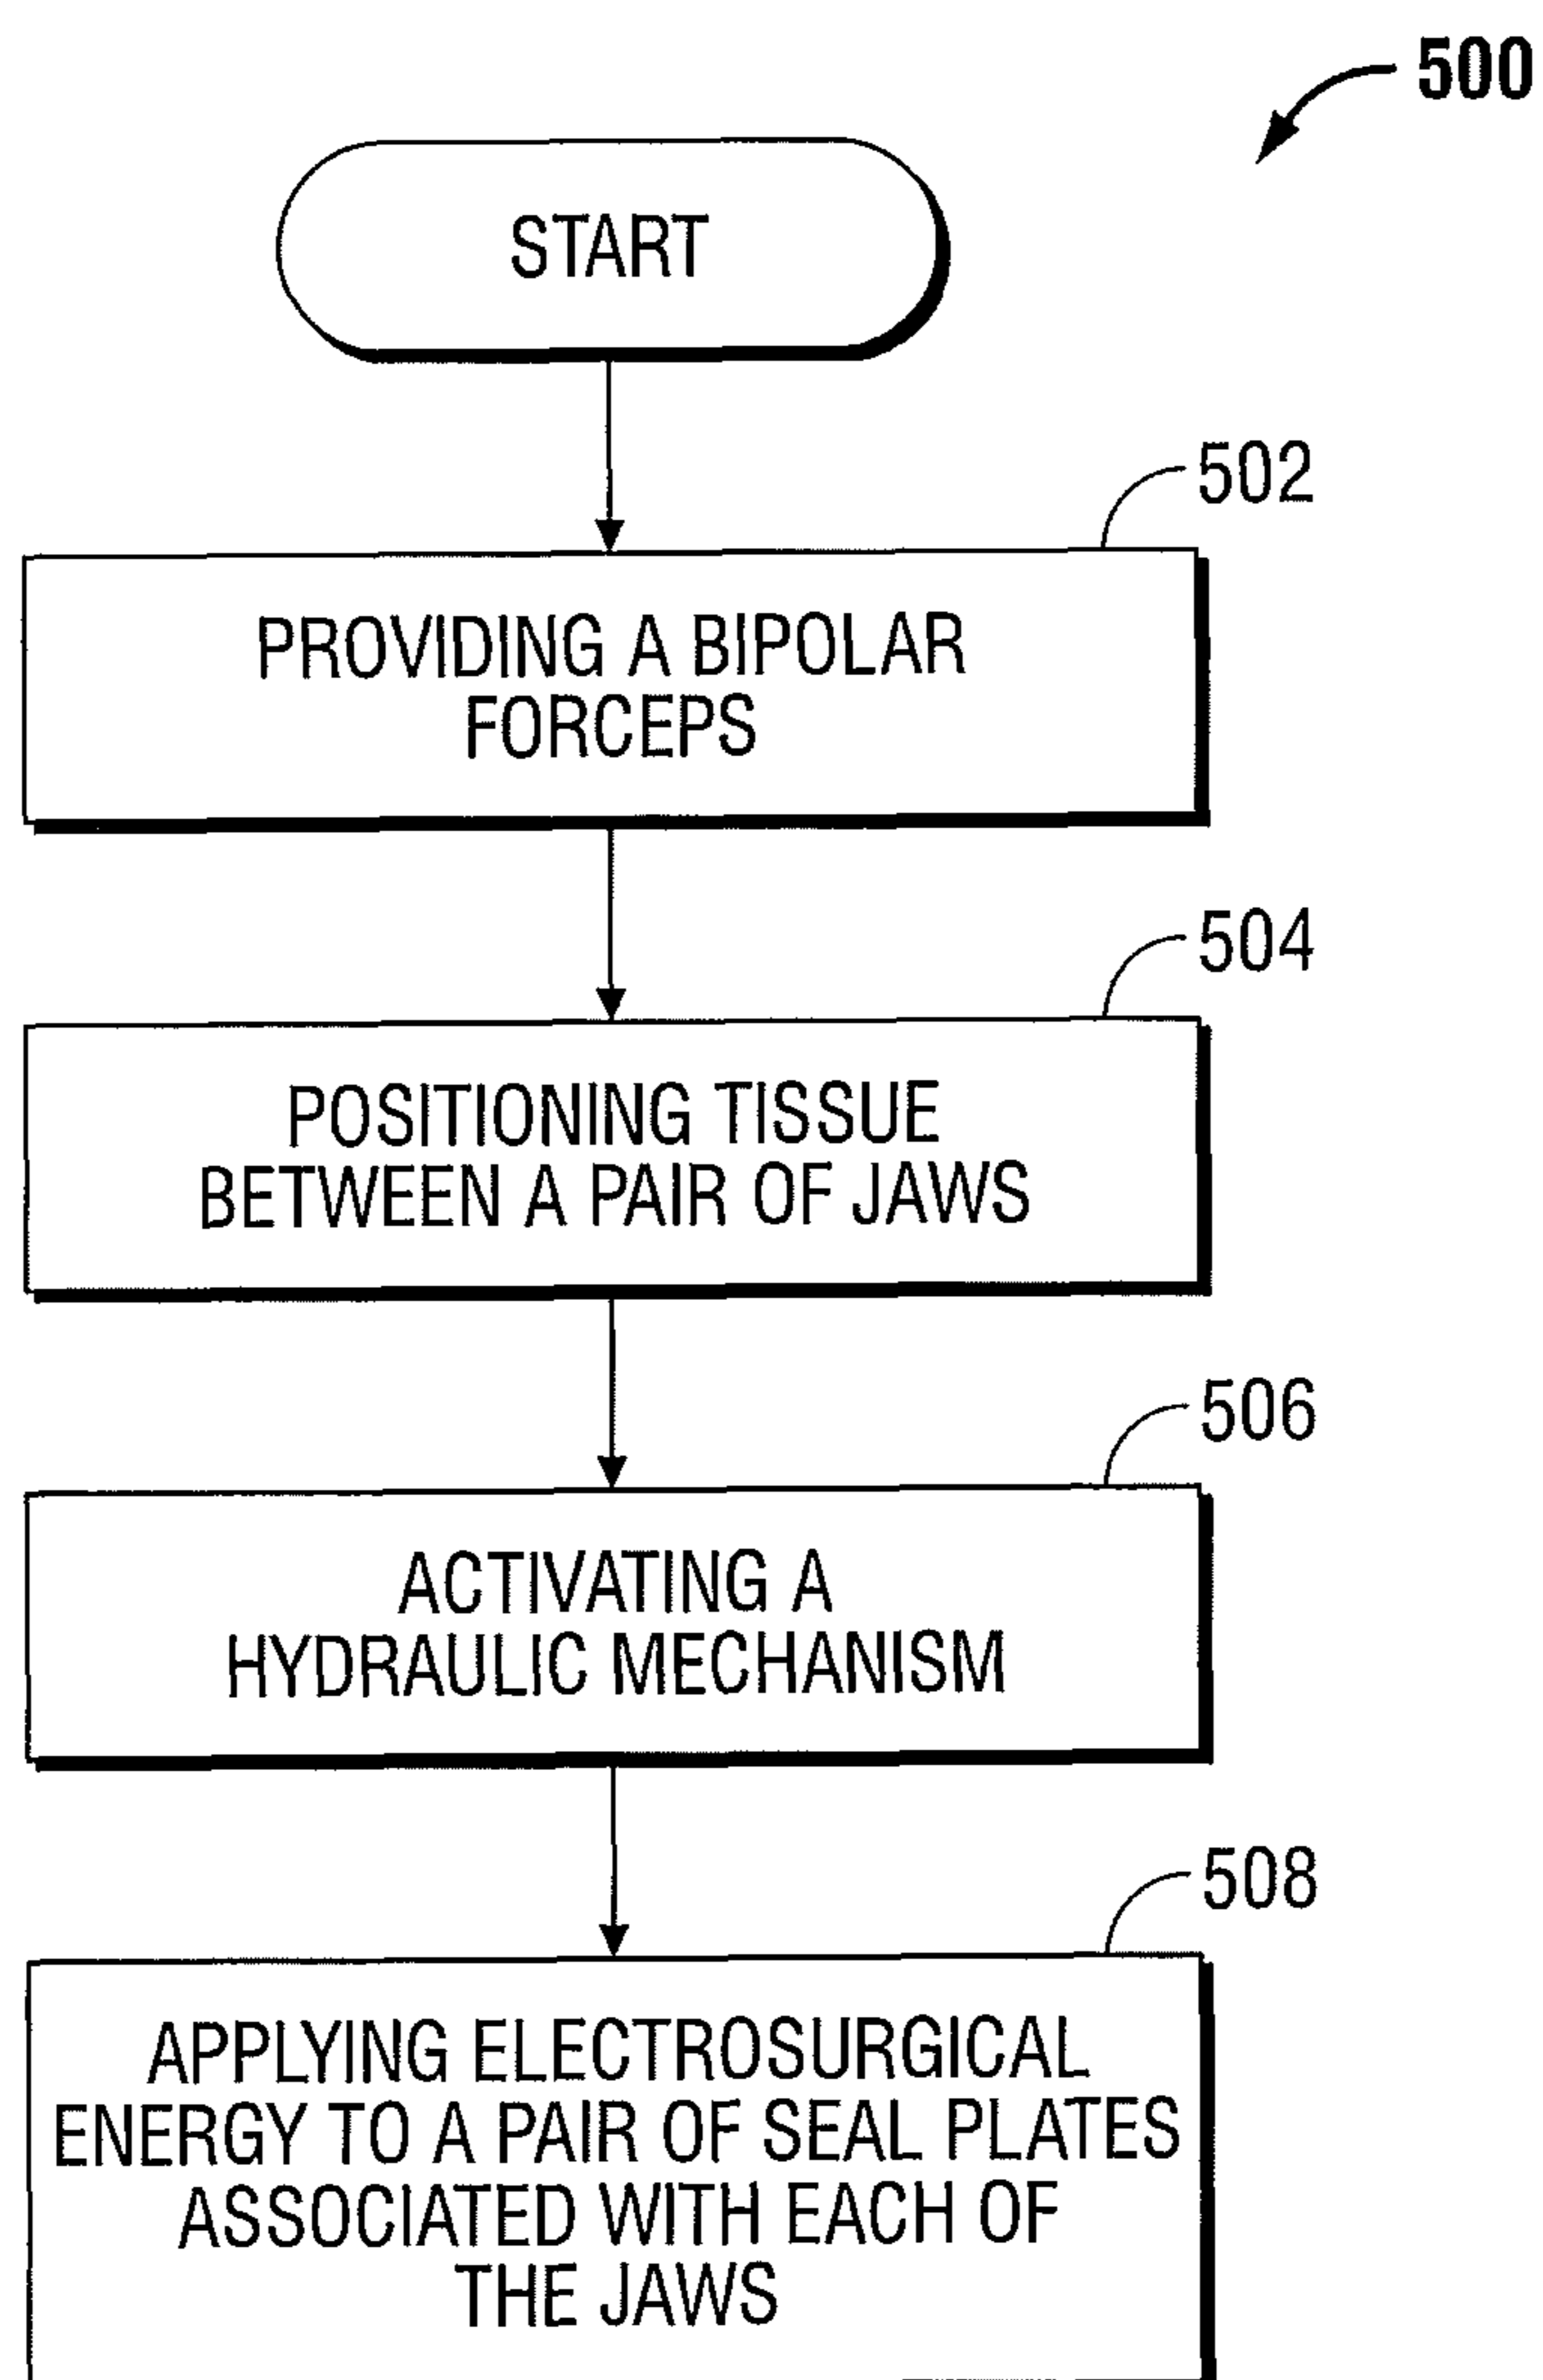 500
START
502
PROVIDING A BIPOLAR
FORCEPS
504
POSITIONING TISSUE
BETWEEN A PAIR OF JAWS
506
ACTIVATING A
HYDRAULIC MECHANISM
508
APPLYING ELECTROSURGICAL
ENERGY TO A PAIR OF SEAL PLATES
ASSOCIATED WITH EACH OF
THE JAWS